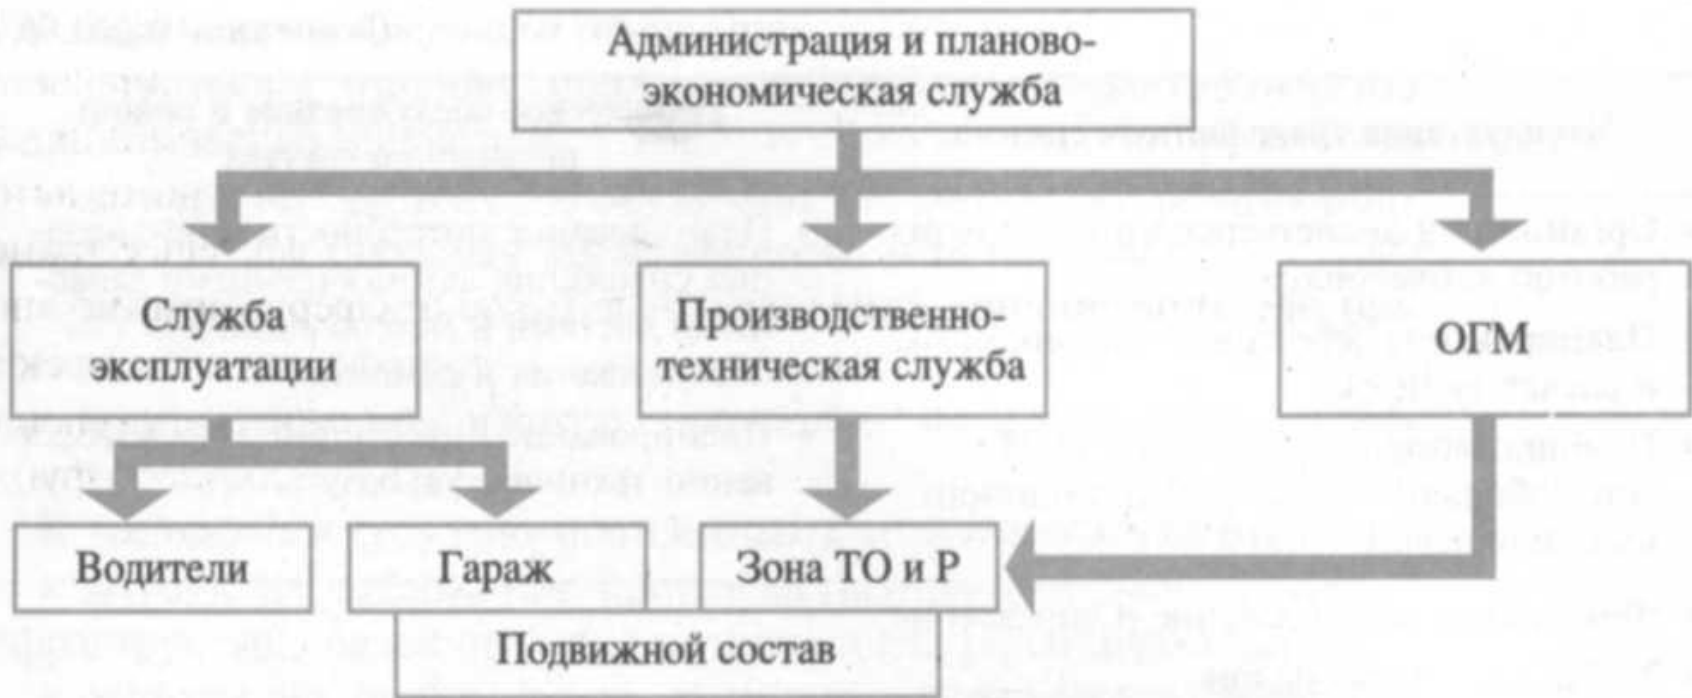 Администрация и планово-
экономическая служба
Служба
эксплуатации
Производственно-
техническая служба
ОГМ
Водители
Гараж
Зона ТО и Р
Подвижной состав